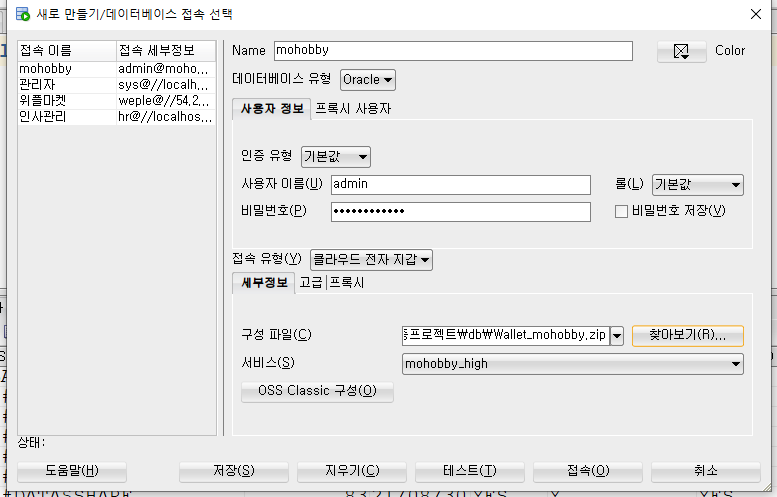 새로 만들기/데이터베이스 접속 선택
접속 이름 접속 세부정보
mohobby admin@moho...
관리자 sys@//localh...
위플마켓 weple@//54,2...
인사관리 hr@//localhos...
Name mohobby Color
데이터베이스 유형 Oracle
사용자 정보 프록시 사용자
인증 유형 기본값
사용자 이름(U) admin 롤(L) 기본값
비밀번호(P) •••••••••••• 비밀번호 저장(V)
접속 유형(Y) 클라우드 전자 지갑
세부정보 고급 프록시
구성 파일(C) 프로젝트₩db₩Wallet_mohobby.zip 찾아보기(R)...
서비스(S) mohobby_high
OSS Classic 구성(O)
상태:
도움말(H) 저장(S) 지우기(C) 테스트(T) 접속(O) 취소